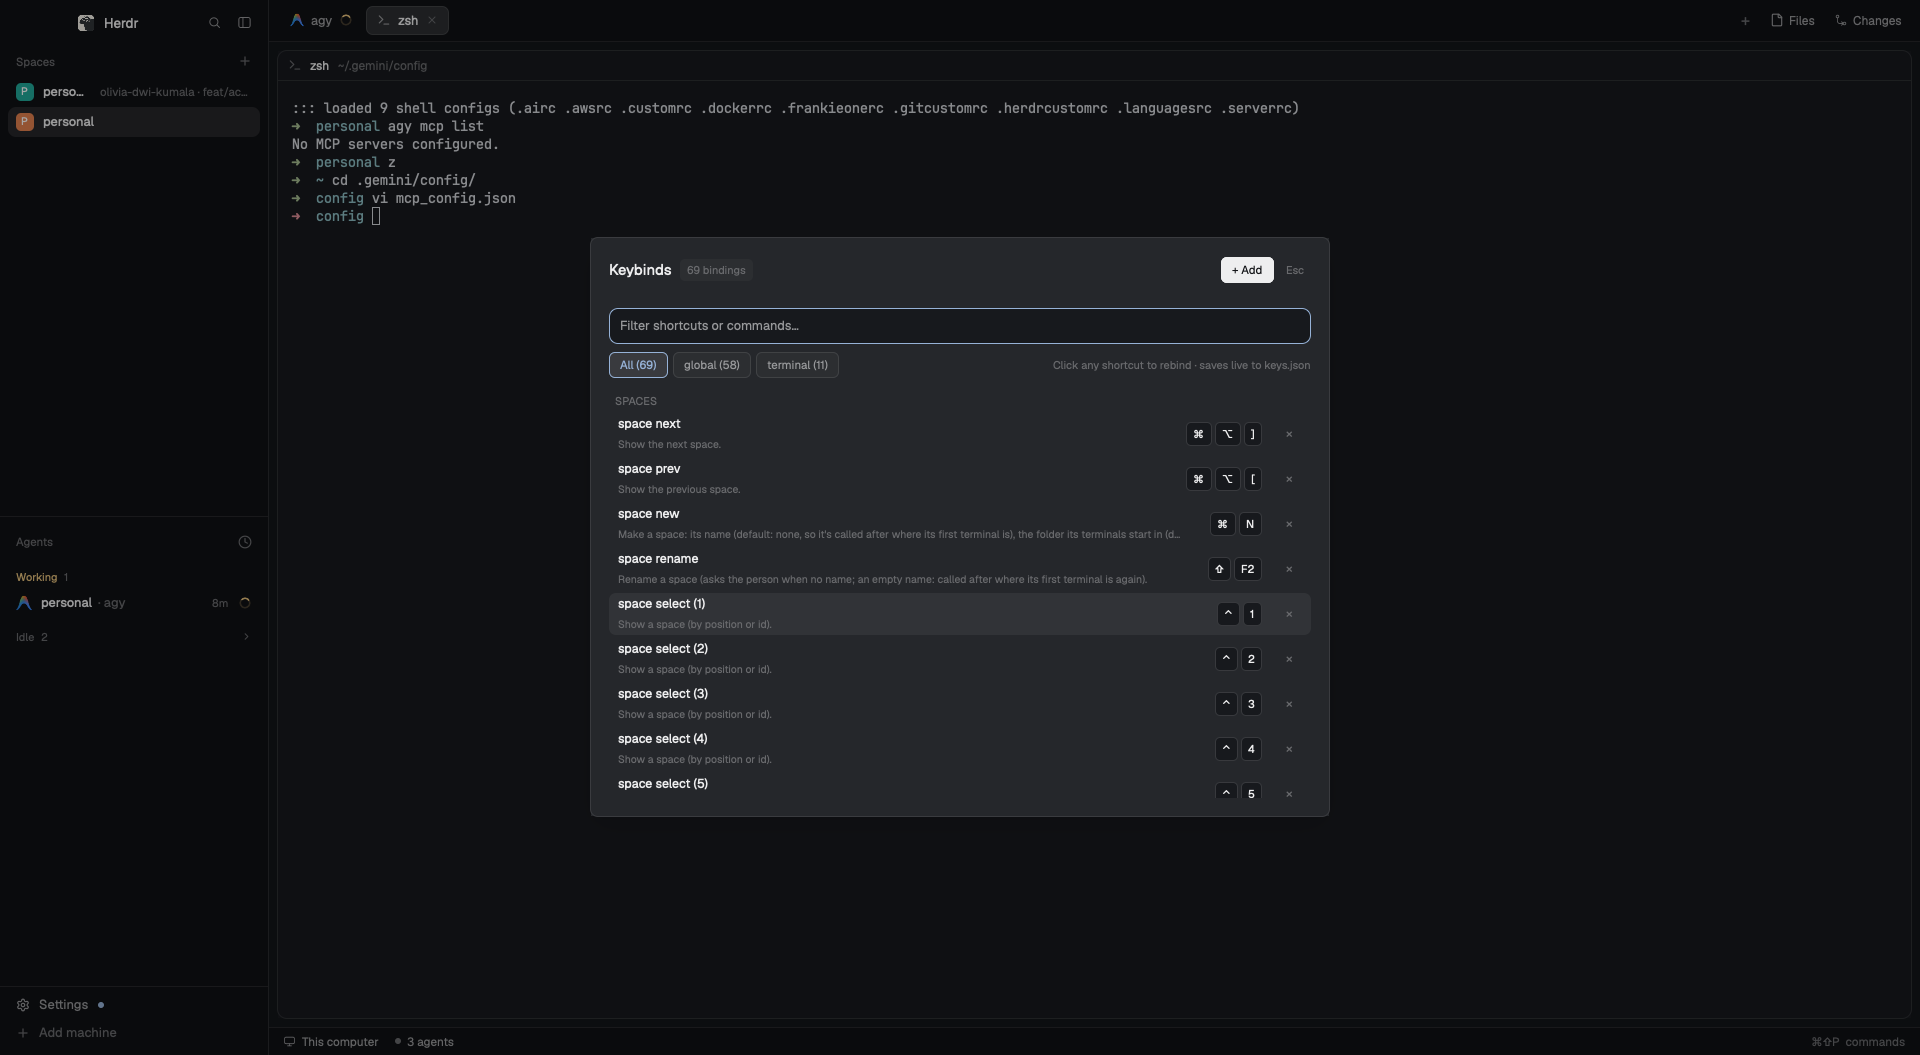 Herdr
Spaces
P perso... olivia-dwi-kumala · feat/ac...
P personal
Agents
Working 1
personal · agy 8m
Idle 2
Settings
Add machine
agy
zsh
Files
Changes
zsh ~/.gemini/config
::: loaded 9 shell configs (.airc .awsrc .customrc .dockerrc .frankieonerc .gitcustomrc .herdrcustomrc .languagesrc .serverrc)
→ personal agy mcp list
No MCP servers configured.
→ personal z
→ ~ cd .gemini/config/
→ config vi mcp_config.json
→ config
Keybinds 69 bindings + Add Esc
Filter shortcuts or commands...
All (69) global (58) terminal (11) Click any shortcut to rebind · saves live to keys.json
SPACES
space next
Show the next space.
⌘ ⌥ ] ×
space prev
Show the previous space.
⌘ ⌥ [ ×
space new
Make a space: its name (default: none, so it's called after where its first terminal is), the folder its terminals start in (d...
⌘ N ×
space rename
Rename a space (asks the person when no name; an empty name: called after where its first terminal is again).
⇧ F2 ×
space select (1)
Show a space (by position or id).
^ 1 ×
space select (2)
Show a space (by position or id).
^ 2 ×
space select (3)
Show a space (by position or id).
^ 3 ×
space select (4)
Show a space (by position or id).
^ 4 ×
space select (5)
^ 5 ×
This computer 3 agents
⌘⇧P commands